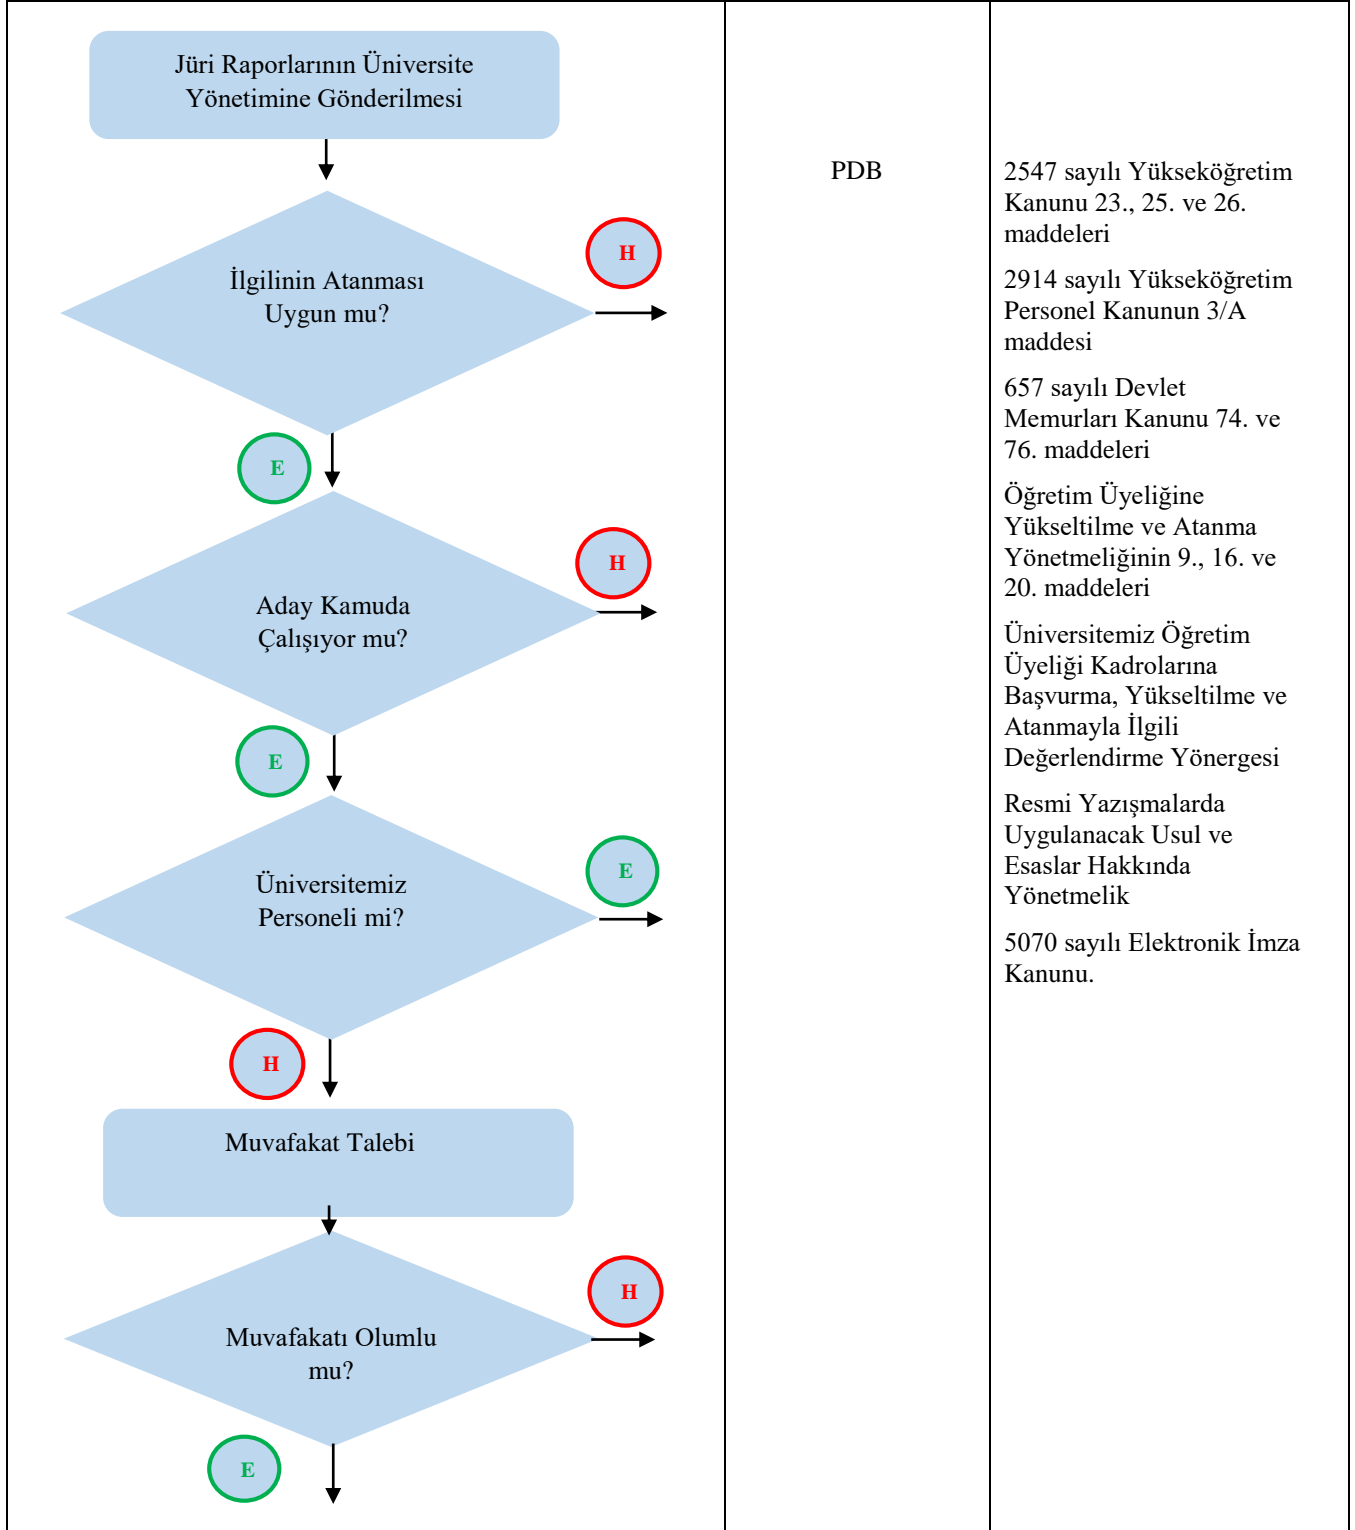 Jüri Raporlarının Üniversite
Yönetimine Gönderilmesi
İlgilinin Atanması
Uygun mu?
H
E
Aday Kamuda
Çalışıyor mu?
H
E
Üniversitemiz
Personeli mi?
E
H
Muvafakat Talebi
Muvafakatı Olumlu
mu?
H
E
PDB
2547 sayılı Yükseköğretim
Kanunu 23., 25. ve 26.
maddeleri
2914 sayılı Yükseköğretim
Personel Kanunun 3/A
maddesi
657 sayılı Devlet
Memurları Kanunu 74. ve
76. maddeleri
Öğretim Üyeliğine
Yükseltilme ve Atanma
Yönetmeliğinin 9., 16. ve
20. maddeleri
Üniversitemiz Öğretim
Üyeliği Kadrolarına
Başvurma, Yükseltilme ve
Atanmayla İlgili
Değerlendirme Yönergesi
Resmi Yazışmalarda
Uygulanacak Usul ve
Esaslar Hakkında
Yönetmelik
5070 sayılı Elektronik İmza
Kanunu.